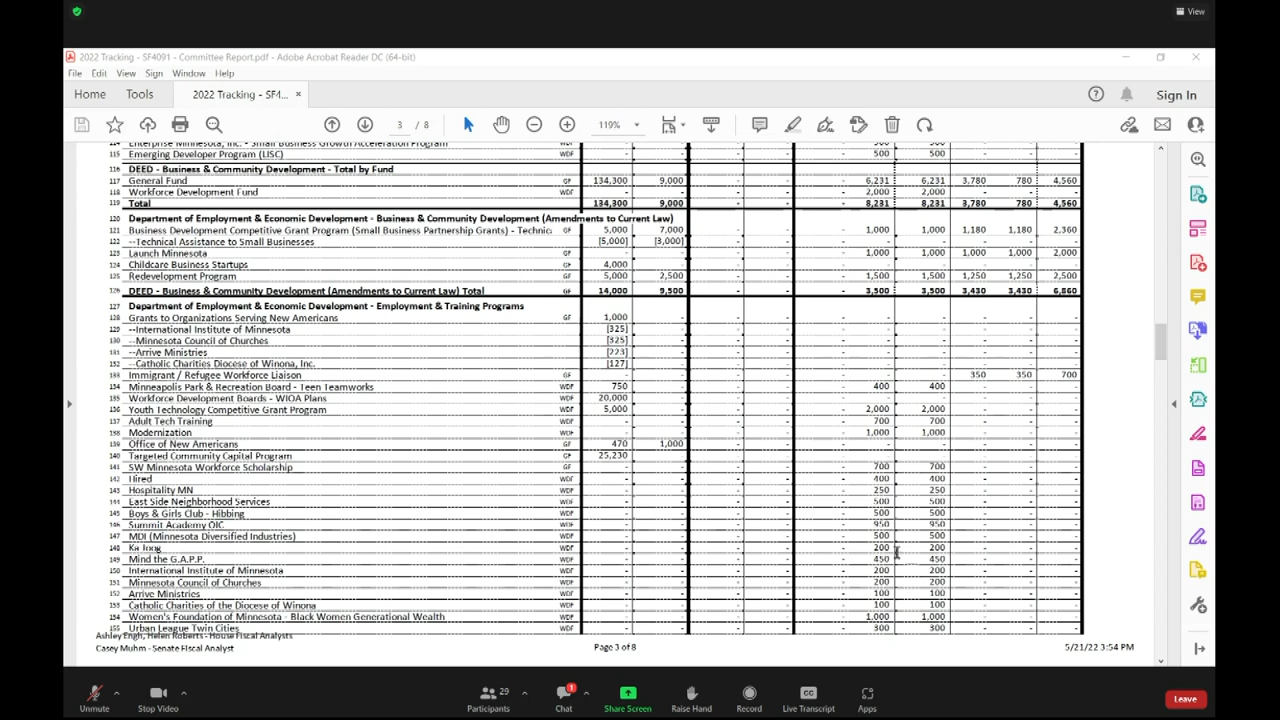 View
2022 Tracking - SF4091 - Committee Report.pdf - Adobe Acrobat Reader DC (64-bit)
File Edit View Sign Window Help
Home Tools 2022 Tracking - SF4... × Sign In
3 / 8 119%
Enterprise Minnesota, Inc. - Small Business Growth Acceleration Program WDF
115 Emerging Developer Program (LISC) WDF - - - - - 500 500 - - -
116 DEED - Business & Community Development - Total by Fund
117 General Fund GF 134,300 9,000 - - - 6,231 6,231 3,780 780 4,560
118 Workforce Development Fund WDF - - - - - 2,000 2,000 - - -
119 Total 134,300 9,000 - - - 8,231 8,231 3,780 780 4,560
120 Department of Employment & Economic Development - Business & Community Development (Amendments to Current Law)
121 Business Development Competitive Grant Program (Small Business Partnership Grants) - Technic GF 5,000 7,000 - - - 1,000 1,000 1,180 1,180 2,360
122 --Technical Assistance to Small Businesses [5,000] [3,000] - - - - - - - -
123 Launch Minnesota GF - - - - - 1,000 1,000 1,000 1,000 2,000
124 Childcare Business Startups GF 4,000 - - - - - - - - -
125 Redevelopment Program GF 5,000 2,500 - - - 1,500 1,500 1,250 1,250 2,500
126 DEED - Business & Community Development (Amendments to Current Law) Total GF 14,000 9,500 - - - 3,500 3,500 3,430 3,430 6,860
127 Department of Employment & Economic Development - Employment & Training Programs
128 Grants to Organizations Serving New Americans GF 1,000 - - - - - - - - -
129 --International Institute of Minnesota [325] - - - - - - - - -
130 --Minnesota Council of Churches [325] - - - - - - - - -
131 --Arrive Ministries [223] - - - - - - - - -
132 --Catholic Charities Diocese of Winona, Inc. [127] - - - - - - - - -
133 Immigrant / Refugee Workforce Liaison GF - - - - - - - 350 350 700
134 Minneapolis Park & Recreation Board - Teen Teamworks WDF 750 - - - - 400 400 - - -
135 Workforce Development Boards - WIOA Plans WDF 20,000 - - - - - - - - -
136 Youth Technology Competitive Grant Program WDF 5,000 - - - - 2,000 2,000 - - -
137 Adult Tech Training WDF - - - - - 700 700 - - -
138 Modernization WDF - - - - - 1,000 1,000 - - -
139 Office of New Americans GF 470 1,000 - - - - - - - -
140 Targeted Community Capital Program GF 25,230 - - - - - - - - -
141 SW Minnesota Workforce Scholarship GF - - - - - 700 700 - - -
142 Hired WDF - - - - - 400 400 - - -
143 Hospitality MN WDF - - - - - 250 250 - - -
144 East Side Neighborhood Services WDF - - - - - 500 500 - - -
145 Boys & Girls Club - Hibbing WDF - - - - - 500 500 - - -
146 Summit Academy OIC WDF - - - - - 950 950 - - -
147 MDI (Minnesota Diversified Industries) WDF - - - - - 500 500 - - -
148 Ka Joog WDF - - - - - 200 200 - - -
149 Mind the G.A.P.P. WDF - - - - - 450 450 - - -
150 International Institute of Minnesota WDF - - - - - 200 200 - - -
151 Minnesota Council of Churches WDF - - - - - 200 200 - - -
152 Arrive Ministries WDF - - - - - 100 100 - - -
153 Catholic Charities of the Diocese of Winona WDF - - - - - 100 100 - - -
154 Women's Foundation of Minnesota - Black Women Generational Wealth WDF - - - - - 1,000 1,000 - - -
155 Urban League Twin Cities WDF - - - - - 300 300 - - -
Ashley Engh, Helen Roberts - House Fiscal Analysts
Casey Muhm - Senate Fiscal Analyst Page 3 of 8 5/21/22 3:54 PM
29 1
Unmute Stop Video Participants Chat Share Screen Raise Hand Record Live Transcript Apps Leave